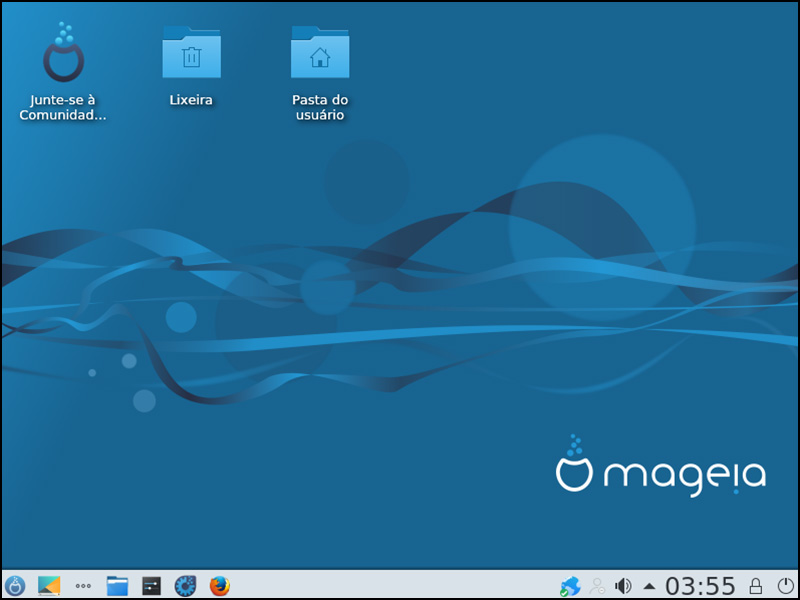 Junte-se à
Comunidad...
Lixeira
Pasta do
usuário
mageia
03:55